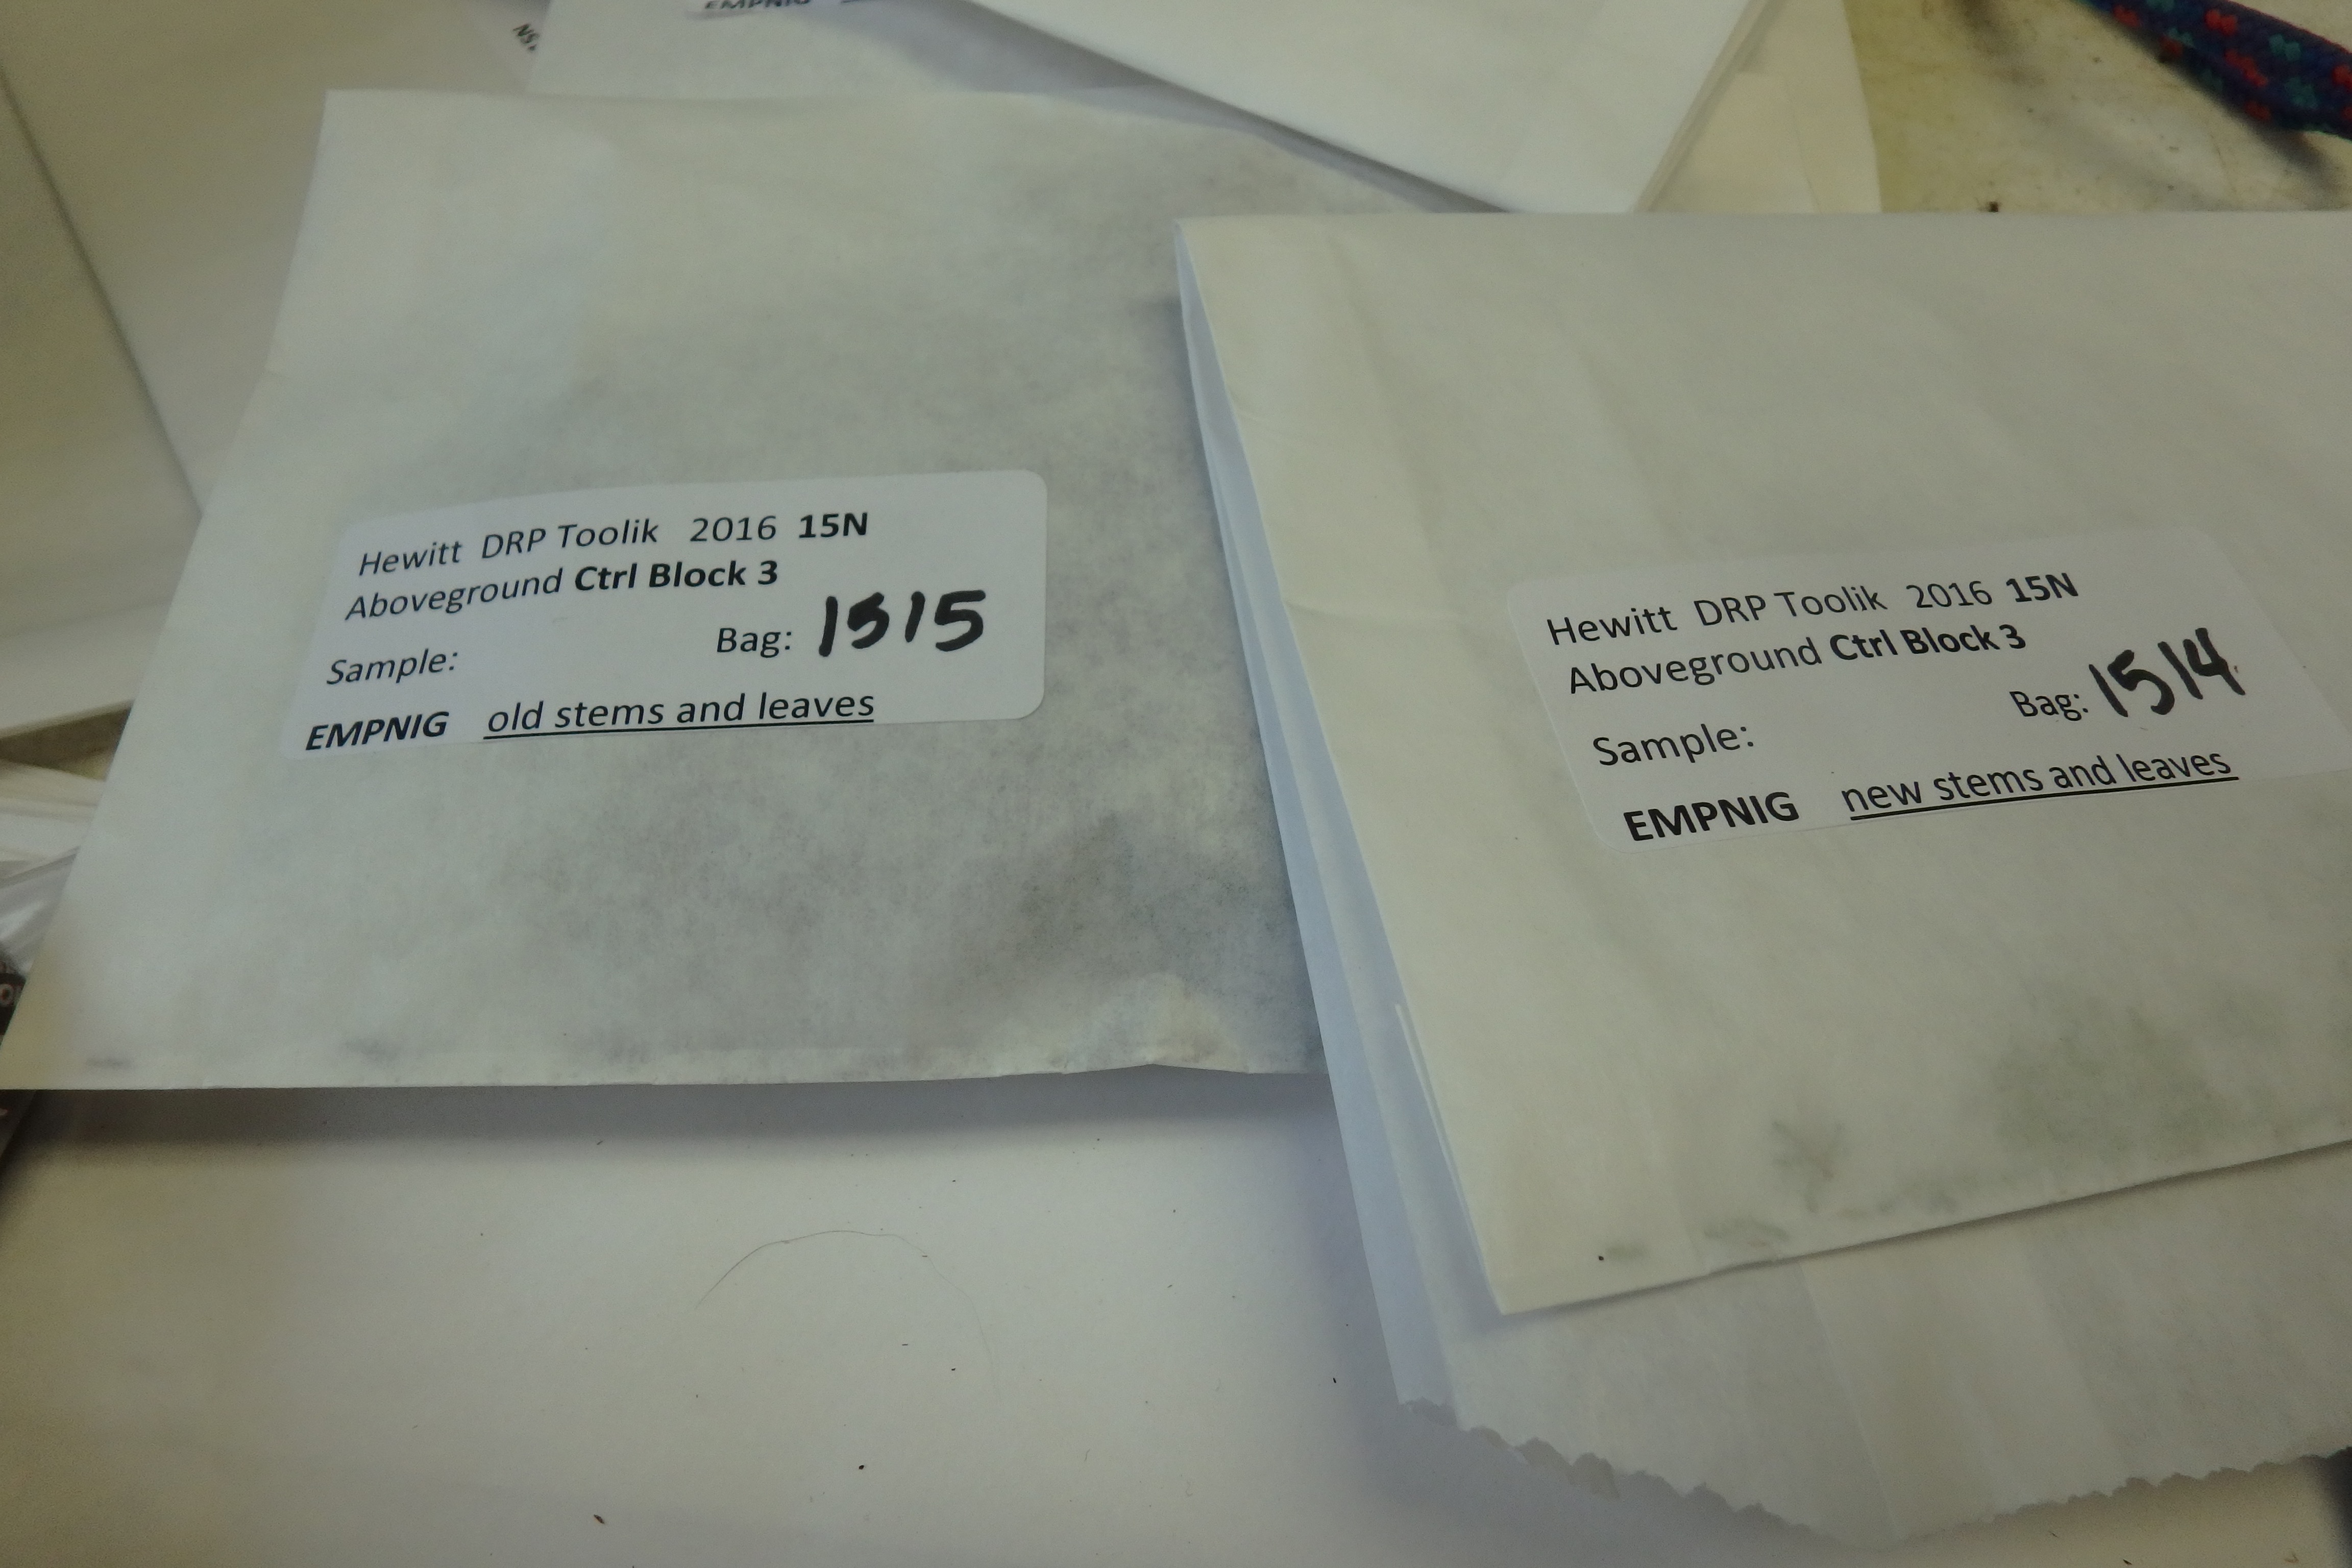 EMPNIG
Hewitt DRP Toolik 2016 15N
Aboveground Ctrl Block 3
Bag: 1515
Sample:
EMPNIG old stems and leaves
Hewitt DRP Toolik 2016 15N
Aboveground Ctrl Block 3
Bag: 1514
Sample:
EMPNIG new stems and leaves